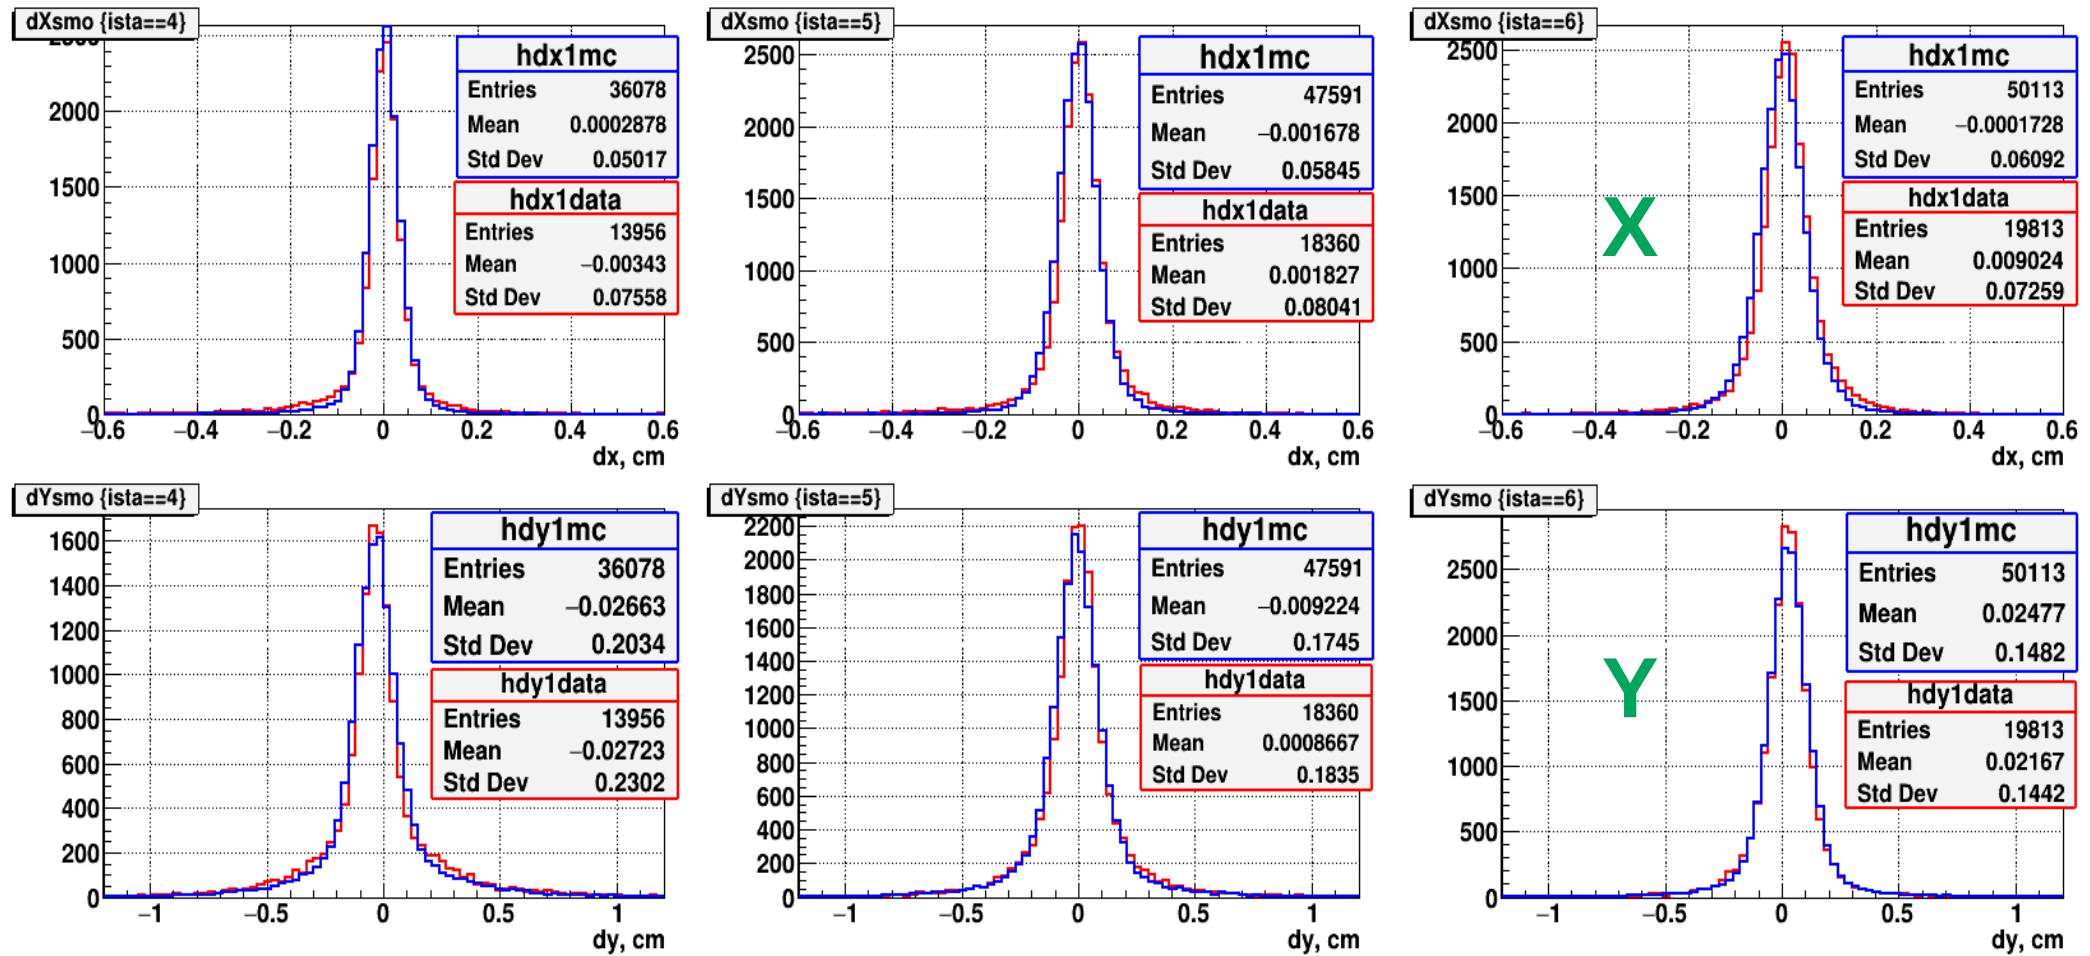 dXsmo {ista==4}
hdx1mc
Entries 36078
Mean 0.0002878
Std Dev 0.05017
hdx1data
Entries 13956
Mean −0.00343
Std Dev 0.07558
2000
1500
1000
500
0
−0.6 −0.4 −0.2 0 0.2 0.4 0.6
dx, cm
dXsmo {ista==5}
hdx1mc
Entries 47591
Mean −0.001678
Std Dev 0.05845
hdx1data
Entries 18360
Mean 0.001827
Std Dev 0.08041
2500
2000
1500
1000
500
0
−0.6 −0.4 −0.2 0 0.2 0.4 0.6
dx, cm
dXsmo {ista==6}
hdx1mc
Entries 50113
Mean −0.0001728
Std Dev 0.06092
hdx1data
Entries 19813
Mean 0.009024
Std Dev 0.07259
X
2500
2000
1500
1000
500
0
−0.6 −0.4 −0.2 0 0.2 0.4 0.6
dx, cm
dYsmo {ista==4}
hdy1mc
Entries 36078
Mean −0.02663
Std Dev 0.2034
hdy1data
Entries 13956
Mean −0.02723
Std Dev 0.2302
1600
1400
1200
1000
800
600
400
200
0
−1 −0.5 0 0.5 1
dy, cm
dYsmo {ista==5}
hdy1mc
Entries 47591
Mean −0.009224
Std Dev 0.1745
hdy1data
Entries 18360
Mean 0.0008667
Std Dev 0.1835
2200
2000
1800
1600
1400
1200
1000
800
600
400
200
0
−1 −0.5 0 0.5 1
dy, cm
dYsmo {ista==6}
hdy1mc
Entries 50113
Mean 0.02477
Std Dev 0.1482
hdy1data
Entries 19813
Mean 0.02167
Std Dev 0.1442
Y
2500
2000
1500
1000
500
0
−1 −0.5 0 0.5 1
dy, cm